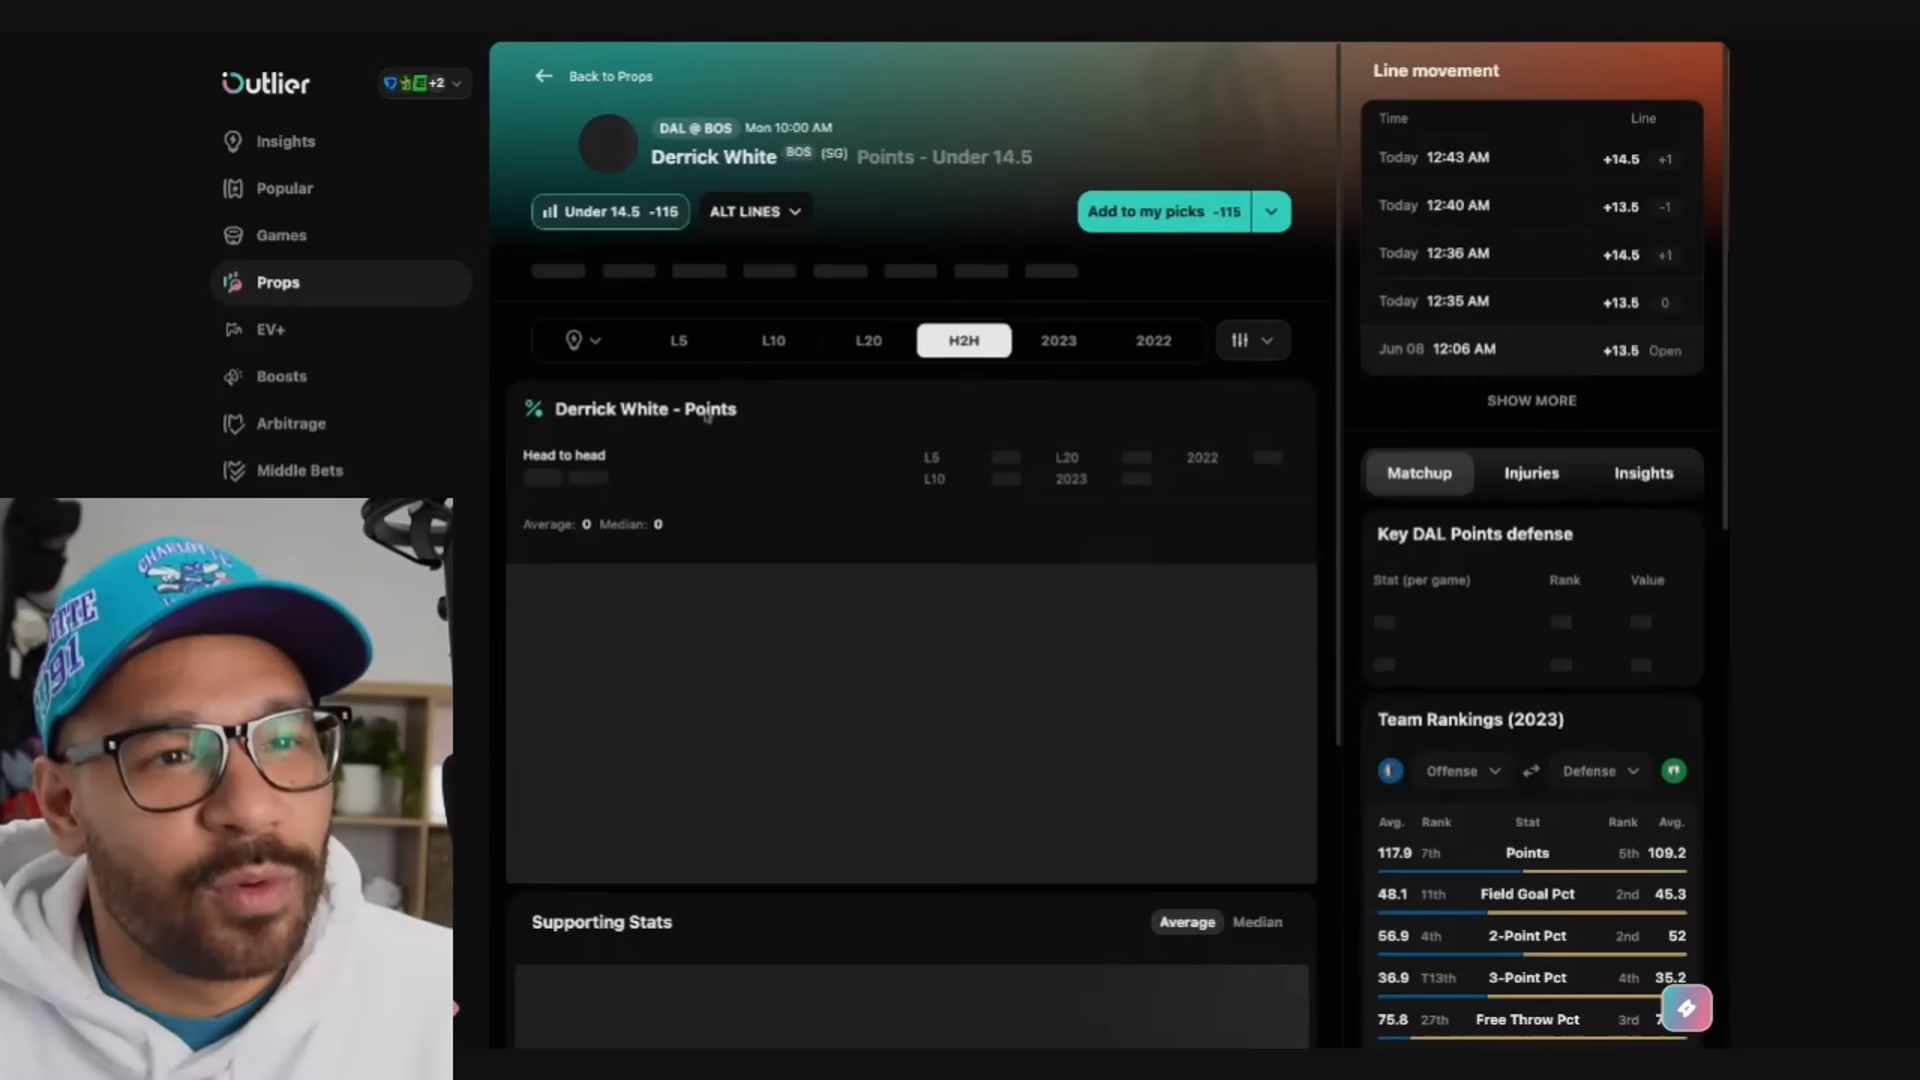 Outlier
+2
Insights
Popular
Games
Props
EV+
Boosts
Arbitrage
Middle Bets
Back to Props
DAL @ BOS Mon 10:00 AM
Derrick White BOS (SG) Points - Under 14.5
Under 14.5 -115 ALT LINES
Add to my picks -115
L5 L10 L20 H2H 2023 2022
Derrick White - Points
Head to head
L5 L20 2022
L10 2023
Average: 0 Median: 0
Supporting Stats
Average Median
Line movement
Time Line
Today 12:43 AM +14.5 +1
Today 12:40 AM +13.5 -1
Today 12:36 AM +14.5 +1
Today 12:35 AM +13.5 0
Jun 08 12:06 AM +13.5 Open
SHOW MORE
Matchup Injuries Insights
Key DAL Points defense
Stat (per game) Rank Value
Team Rankings (2023)
Offense Defense
Avg. Rank Stat Rank Avg.
117.9 7th Points 5th 109.2
48.1 11th Field Goal Pct 2nd 45.3
56.9 4th 2-Point Pct 2nd 52
36.9 T13th 3-Point Pct 4th 35.2
75.8 27th Free Throw Pct 3rd